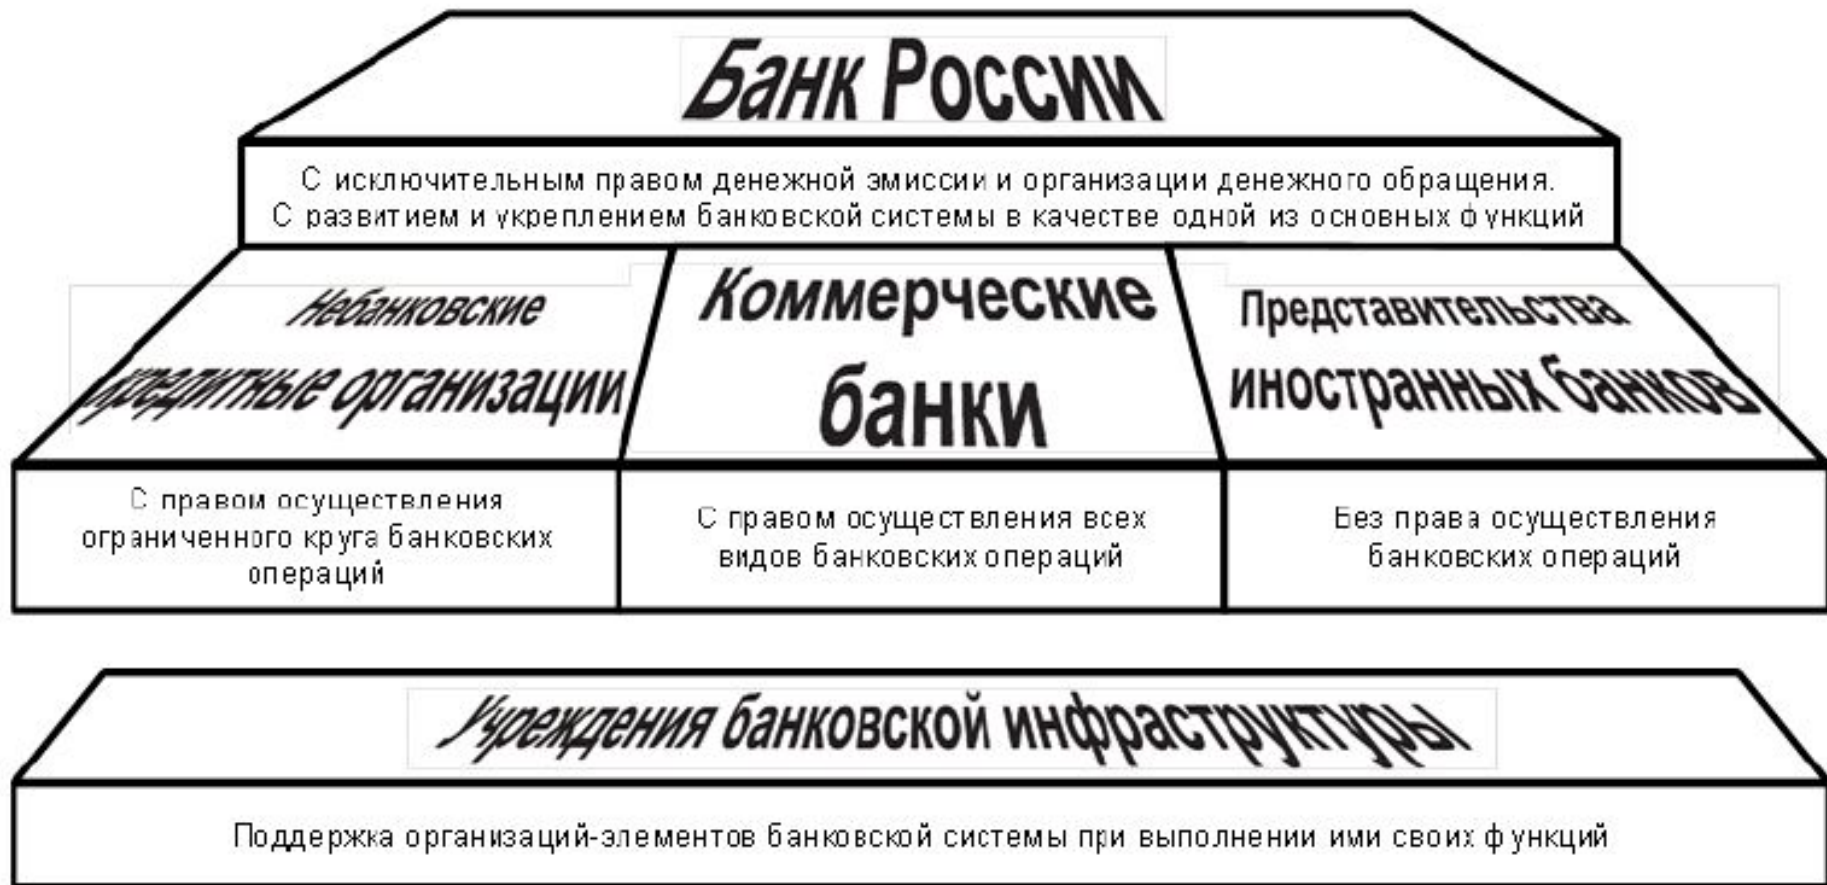 Банк России
С исключительным правом денежной эмиссии и организации денежного обращения.
С развитием и укреплением банковской системы в качестве одной из основных функций
Небанковские
кредитные организации
С правом осуществления
ограниченного круга банковских
операций
Коммерческие
банки
С правом осуществления всех
видов банковских операций
Представительства
иностранных банков
Без права осуществления
банковских операций
Учреждения банковской инфраструктуры
Поддержка организаций-элементов банковской системы при выполнении ими своих функций